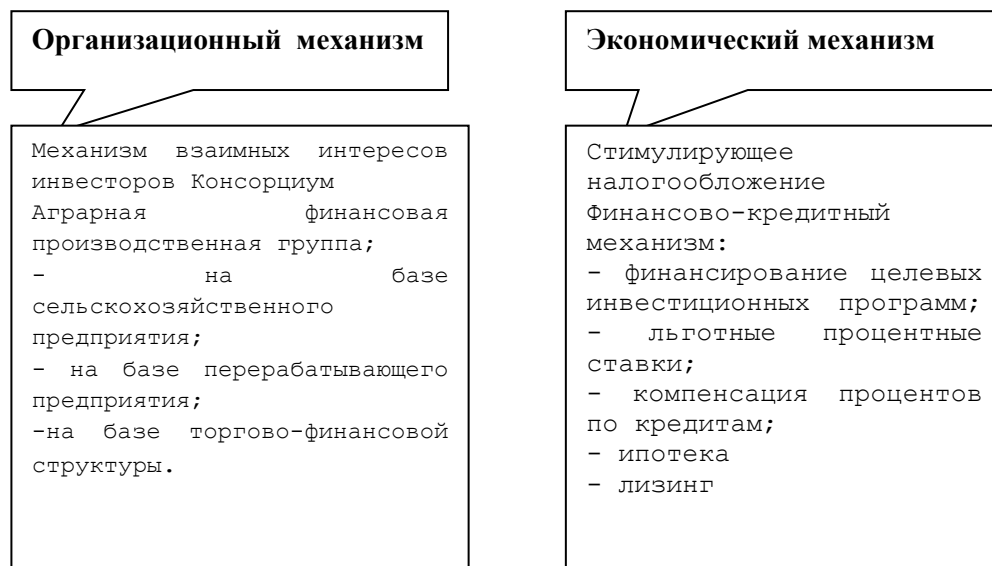 Организационный механизм
Механизм взаимных интересов
инвесторов Консорциум
Аграрная финансовая
производственная группа;
- на базе
сельскохозяйственного
предприятия;
- на базе перерабатывающего
предприятия;
-на базе торгово-финансовой
структуры.
Экономический механизм
Стимулирующее
налогообложение
Финансово-кредитный
механизм:
- финансирование целевых
инвестиционных программ;
- льготные процентные
ставки;
- компенсация процентов
по кредитам;
- ипотека
- лизинг